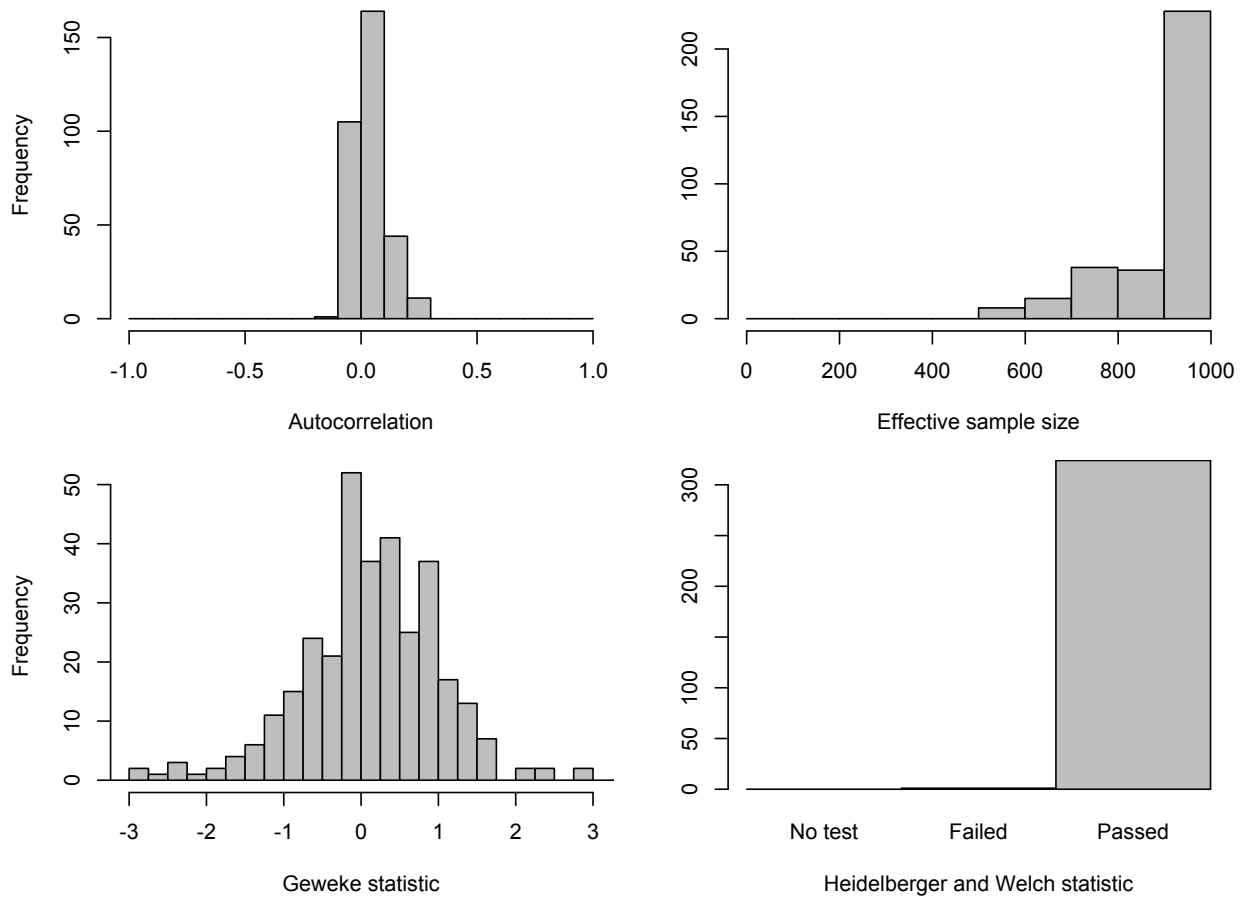 Frequency
0 50 100 150
-1.0 -0.5 0.0 0.5 1.0
Autocorrelation
0 50 100 150 200
0 200 400 600 800 1000
Effective sample size
Frequency
0 10 20 30 40 50
-3 -2 -1 0 1 2 3
Geweke statistic
0 50 100 200 300
No test Failed Passed
Heidelberger and Welch statistic